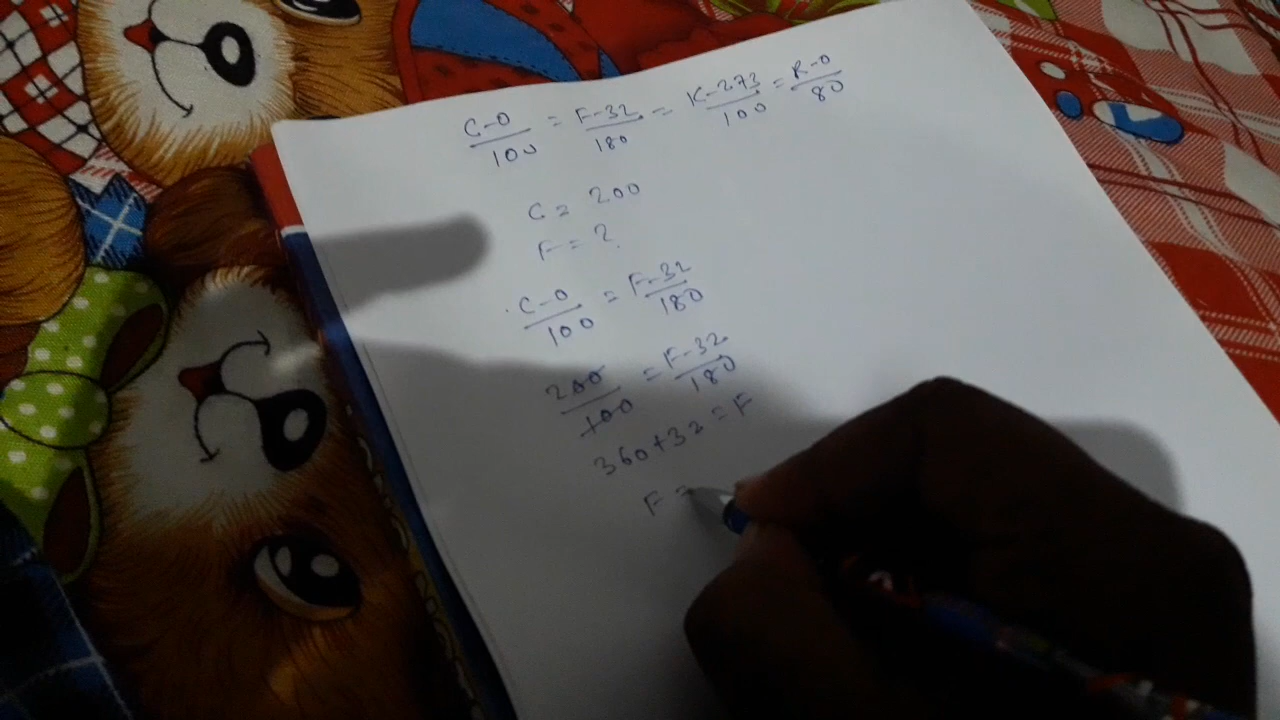 C-0/100 = F-32/180 = K-273/100 = R-0/80
C = 200
F = ?
C-0/100 = F-32/180
200/100 = F-32/180
360+32 = F
F =